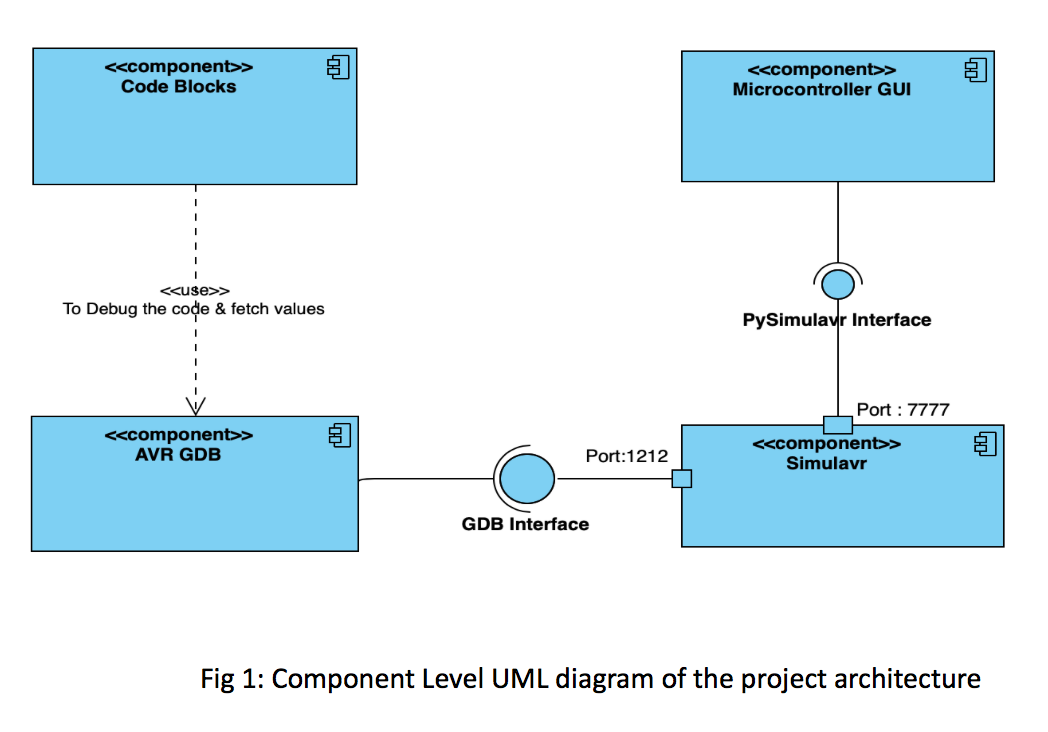 <<component>>
Code Blocks
<<component>>
Microcontroller GUI
<<use>>
To Debug the code & fetch values
PySimulavr Interface
Port : 7777
<<component>>
AVR GDB
Port:1212
GDB Interface
<<component>>
Simulavr
Fig 1: Component Level UML diagram of the project architecture